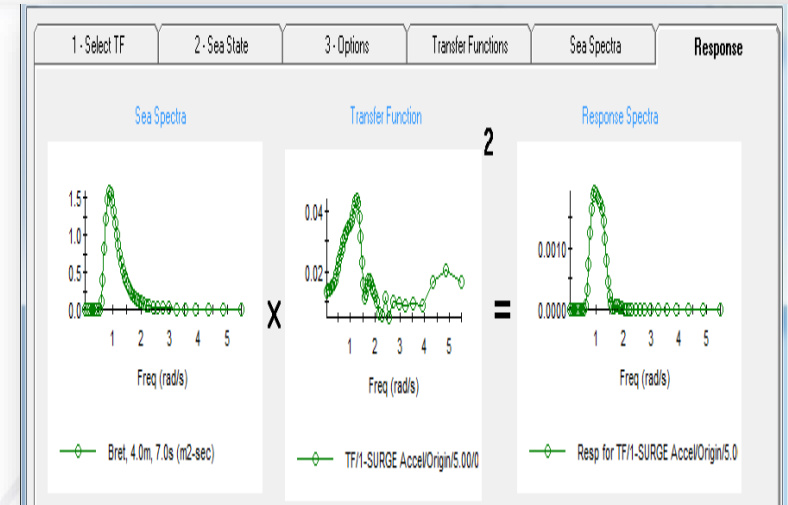 1 - Select TF
2 - Sea State
3 - Options
Transfer Functions
Sea Spectra
Response
Sea Spectra
1.5
1.0
0.5
0.0
1 2 3 4 5
Freq (rad/s)
Bret, 4.0m, 7.0s (m2-sec)
x
Transfer Function
2
0.04
0.02
1 2 3 4 5
Freq (rad/s)
TF/1-SURGE Accel/Origin/5.00/0
=
Response Spectra
0.0010
0.0000
1 2 3 4 5
Freq (rad/s)
Resp for TF/1-SURGE Accel/Origin/5.0